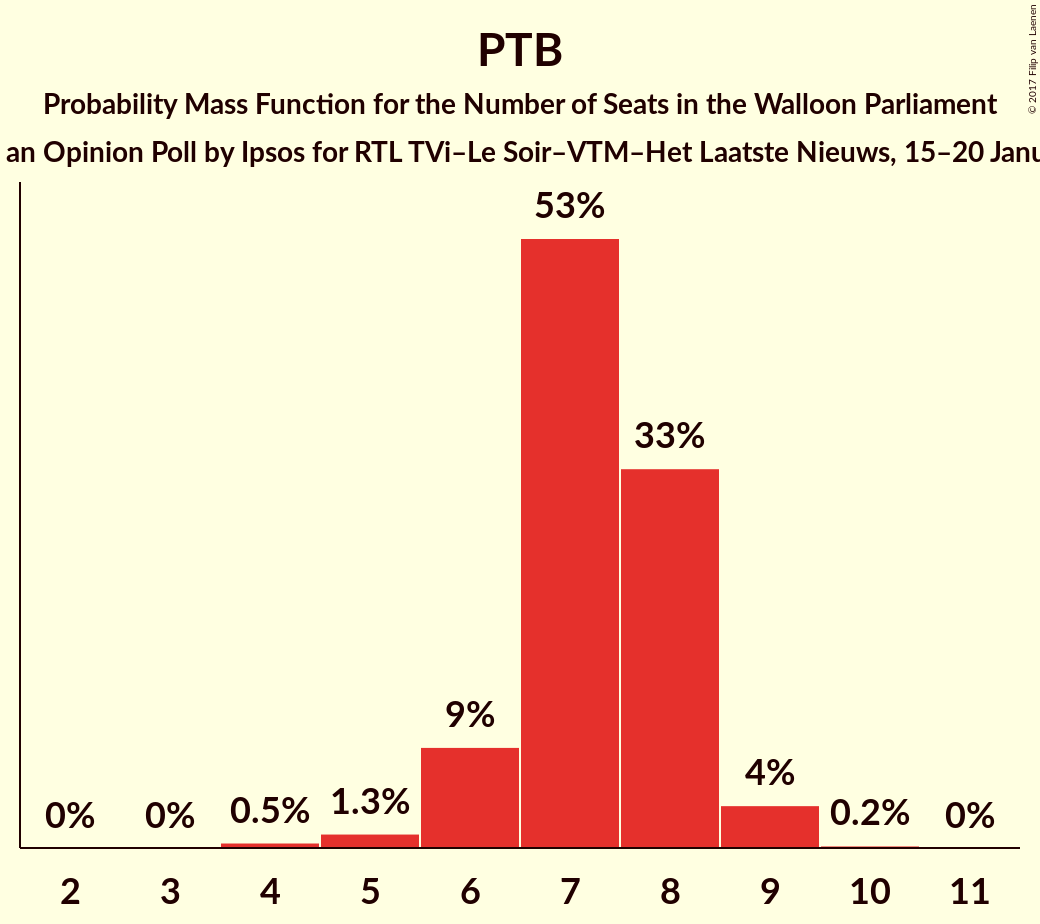 PTB
Probability Mass Function for the Number of Seats in the Walloon Parliament
an Opinion Poll by Ipsos for RTL TVi–Le Soir–VTM–Het Laatste Nieuws, 15–20 Janu
© 2017 Filip van Laenen
53%
33%
9%
4%
0% 0% 0.5% 1.3% 0.2% 0%
2 3 4 5 6 7 8 9 10 11